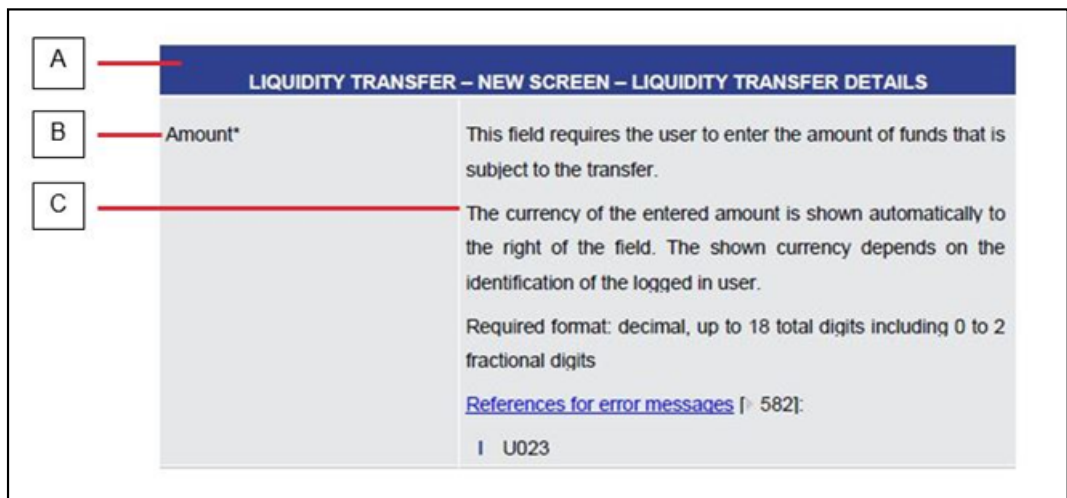 A
LIQUIDITY TRANSFER – NEW SCREEN – LIQUIDITY TRANSFER DETAILS
B
Amount*
This field requires the user to enter the amount of funds that is
subject to the transfer.
C
The currency of the entered amount is shown automatically to
the right of the field. The shown currency depends on the
identification of the logged in user.
Required format: decimal, up to 18 total digits including 0 to 2
fractional digits
References for error messages [▹ 582]:
I U023